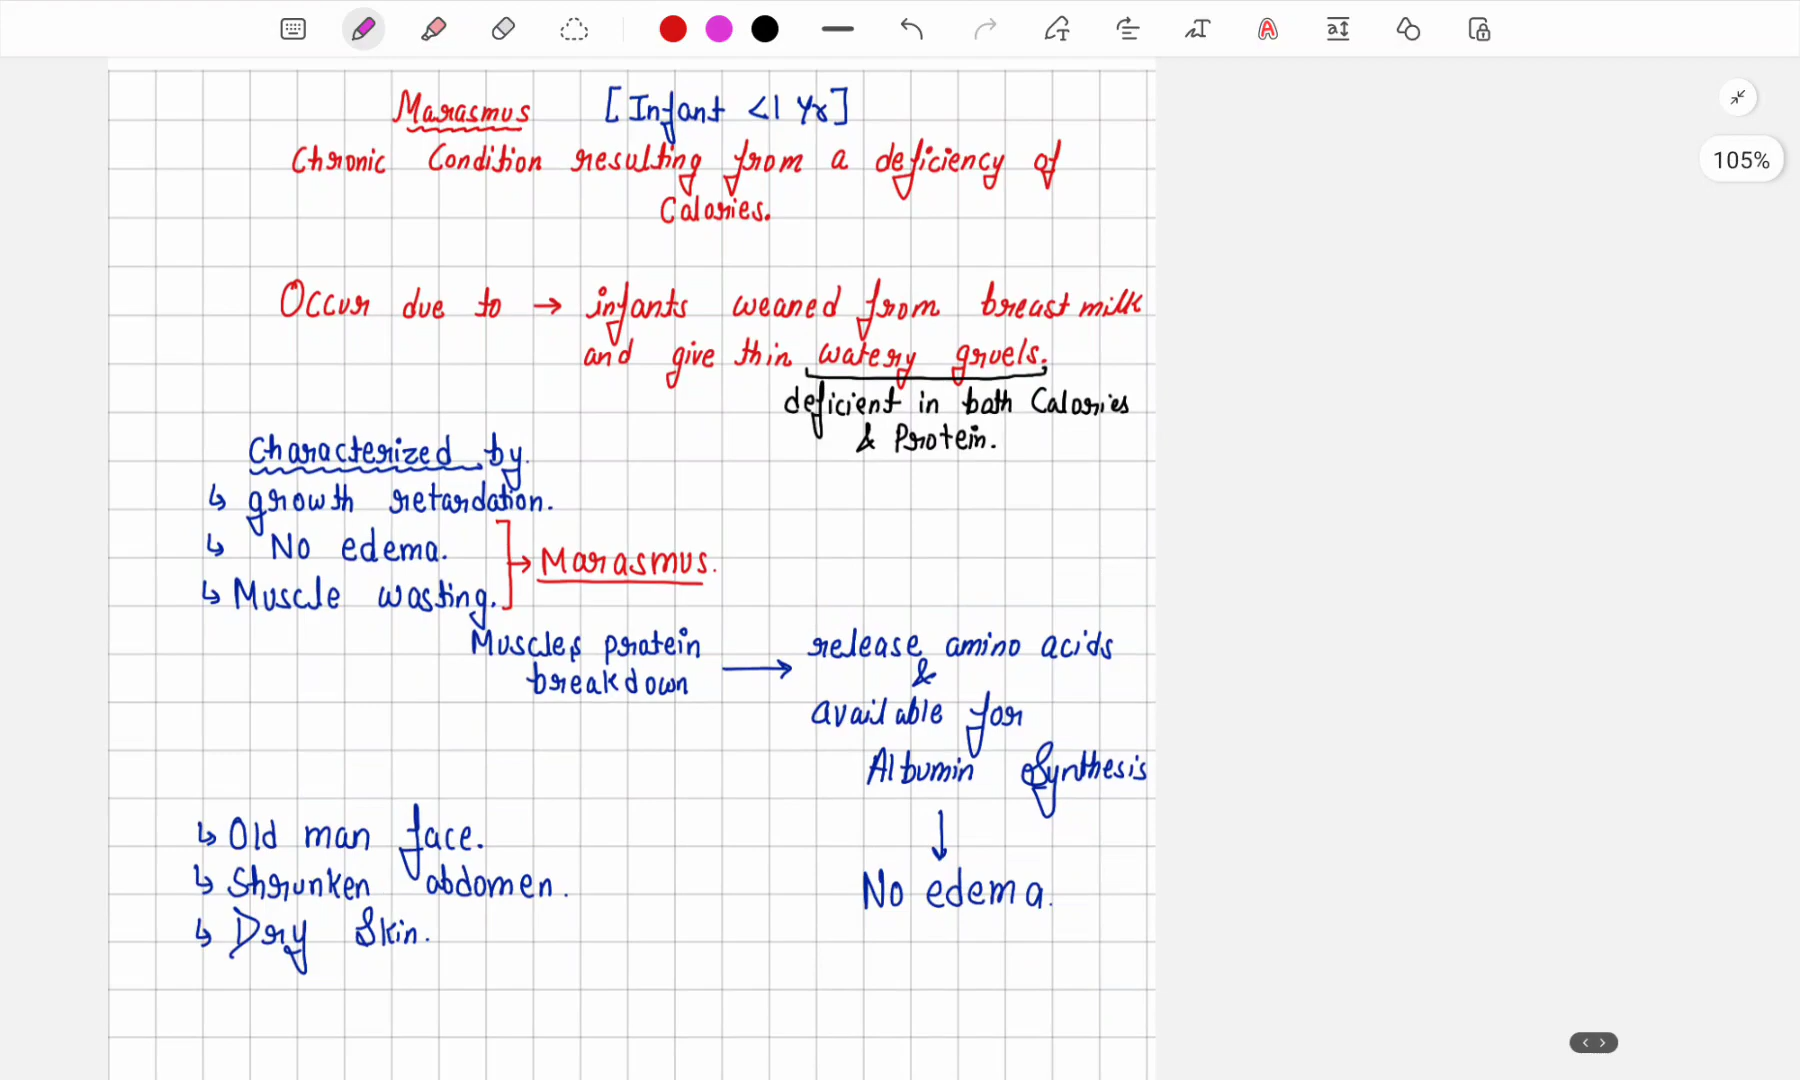 105%
Marasmus [Infant <1 Yr]
Chronic Condition resulting from a deficiency of
Calories.
Occur due to → infants weaned from breast milk
and give thin watery gruels.
deficient in both Calories
& Protein.
Characterized by.
↳ growth retardation.
↳ No edema.
→ Marasmus.
↳ Muscle wasting.
Muscles protein
breakdown
→ release amino acids
&
available for
Albumin Synthesis
↓
No edema.
↳ Old man face.
↳ Shrunken abdomen.
↳ Dry Skin.